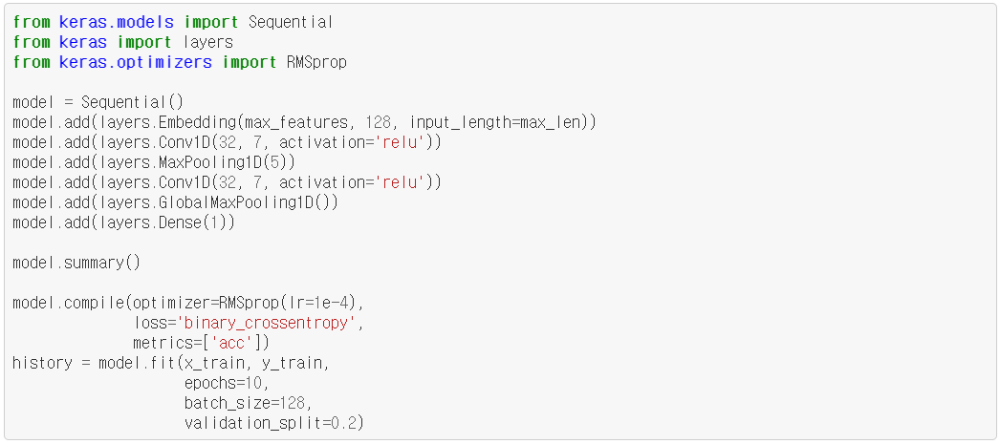 from keras.models import Sequential
from keras import layers
from keras.optimizers import RMSprop

model = Sequential()
model.add(layers.Embedding(max_features, 128, input_length=max_len))
model.add(layers.Conv1D(32, 7, activation='relu'))
model.add(layers.MaxPooling1D(5))
model.add(layers.Conv1D(32, 7, activation='relu'))
model.add(layers.GlobalMaxPooling1D())
model.add(layers.Dense(1))

model.summary()

model.compile(optimizer=RMSprop(lr=1e-4),
              loss='binary_crossentropy',
              metrics=['acc'])
history = model.fit(x_train, y_train,
                    epochs=10,
                    batch_size=128,
                    validation_split=0.2)